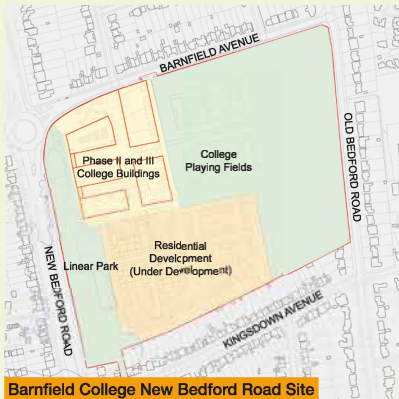 BARNFIELD AVENUE
OLD BEDFORD ROAD
College
Playing Fields
Phase II and III
College Buildings
Residential
Development
(Under Development)
Linear Park
NEW BEDFORD ROAD
KINGSDOWN AVENUE
Barnfield College New Bedford Road Site